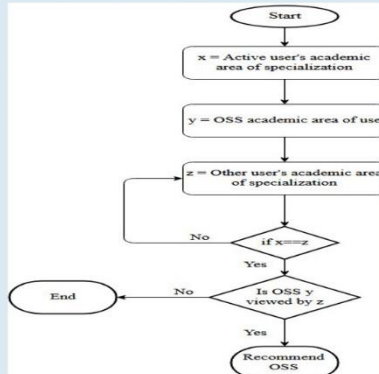 Start
x = Active user's academic
area of specialization
y = OSS academic area of use
z = Other user's academic area
of specialization
No
if x==z
Yes
End
No
Is OSS y
viewed by z
Yes
Recommend
OSS